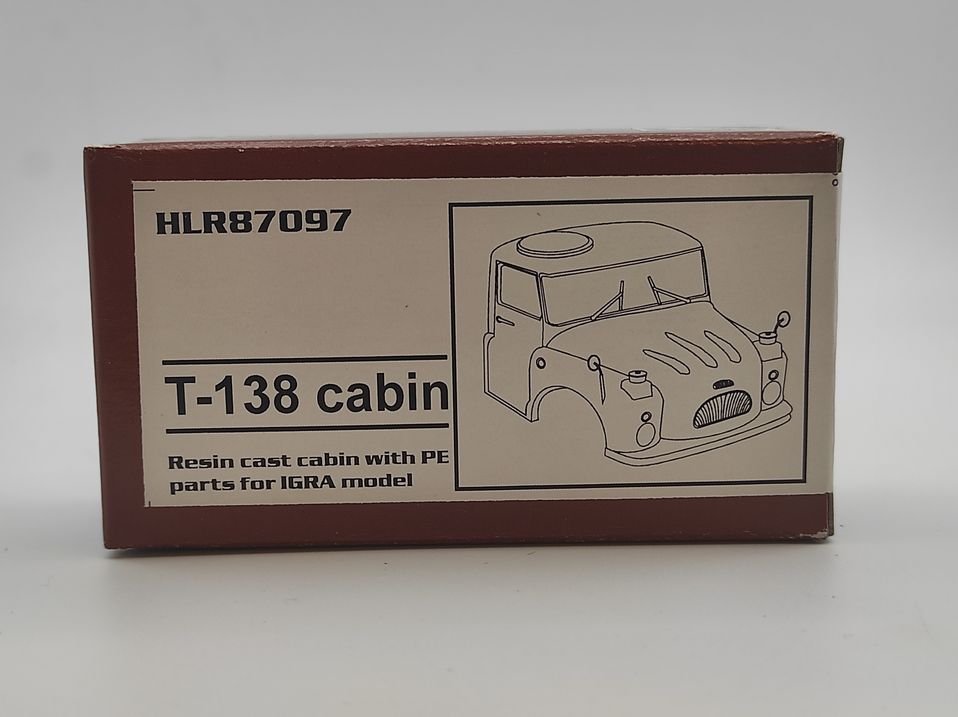 HLR87097
T-138 cabin
Resin cast cabin with PE
parts for IGRA model